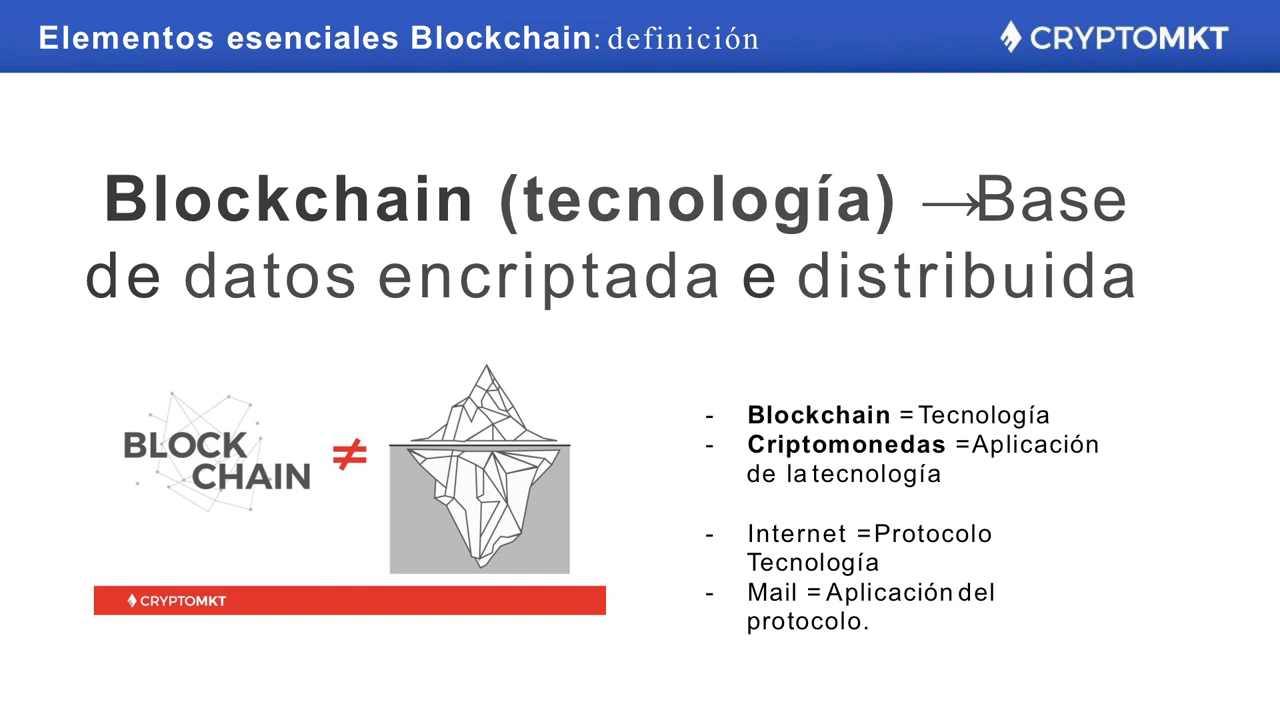 Elementos esenciales Blockchain: definición
CRYPTOMKT
Blockchain (tecnología) →Base
de datos encriptada e distribuida
BLOCK
CHAIN
≠
CRYPTOMKT
- Blockchain = Tecnología
- Criptomonedas =Aplicación
de la tecnología
- Internet =Protocolo
Tecnología
- Mail = Aplicación del
protocolo.